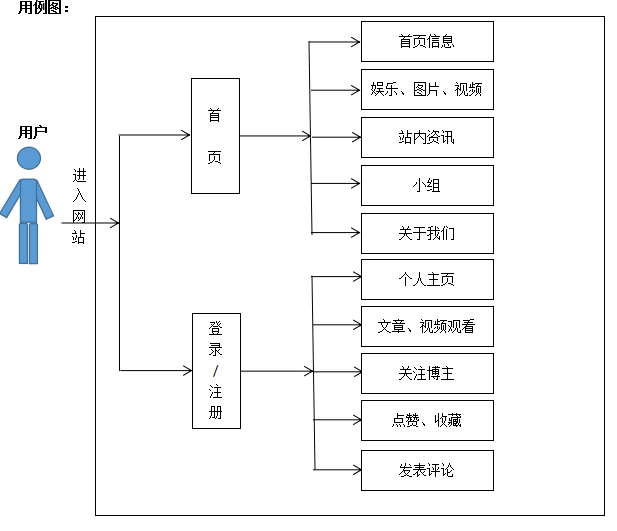 用例图：
用户
进入网站
首页
首页信息
娱乐、图片、视频
站内资讯
小组
关于我们
登录/注册
个人主页
文章、视频观看
关注博主
点赞、收藏
发表评论